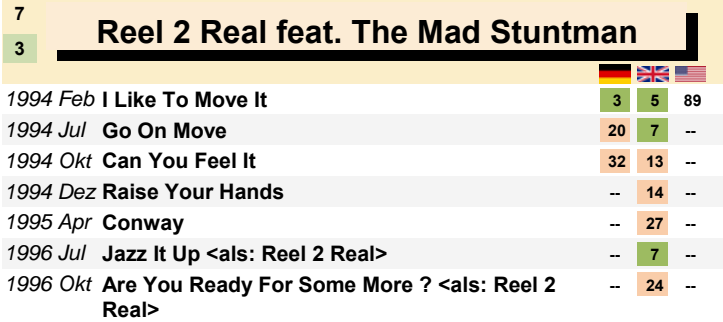 7
3
Reel 2 Real feat. The Mad Stuntman
1994 Feb I Like To Move It 3 5 89
1994 Jul Go On Move 20 7 --
1994 Okt Can You Feel It 32 13 --
1994 Dez Raise Your Hands -- 14 --
1995 Apr Conway -- 27 --
1996 Jul Jazz It Up <als: Reel 2 Real> -- 7 --
1996 Okt Are You Ready For Some More ? <als: Reel 2 -- 24 --
Real>